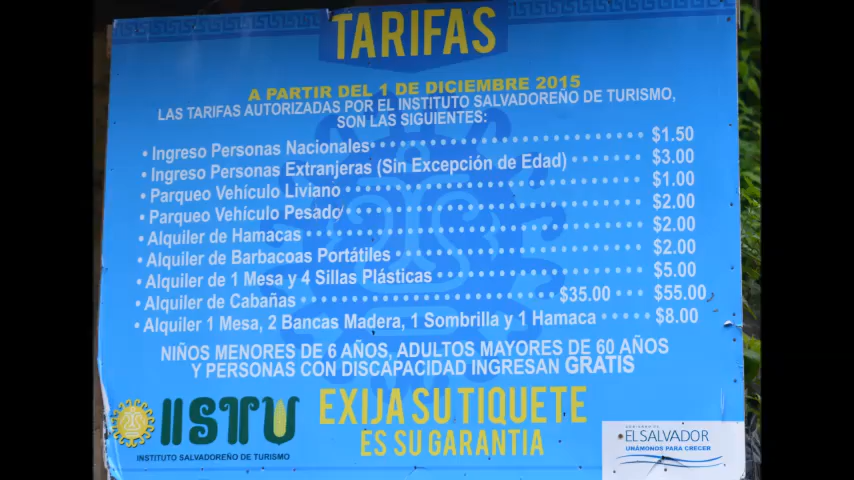 TARIFAS
A PARTIR DEL 1 DE DICIEMBRE 2015
LAS TARIFAS AUTORIZADAS POR EL INSTITUTO SALVADOREÑO DE TURISMO,
SON LAS SIGUIENTES:
• Ingreso Personas Nacionales $1.50
• Ingreso Personas Extranjeras (Sin Excepción de Edad) $3.00
• Parqueo Vehículo Liviano $1.00
• Parqueo Vehículo Pesado $2.00
• Alquiler de Hamacas $2.00
• Alquiler de Barbacoas Portátiles $2.00
• Alquiler de 1 Mesa y 4 Sillas Plásticas $5.00
• Alquiler de Cabañas $35.00 $55.00
• Alquiler 1 Mesa, 2 Bancas Madera, 1 Sombrilla y 1 Hamaca $8.00
NIÑOS MENORES DE 6 AÑOS, ADULTOS MAYORES DE 60 AÑOS
Y PERSONAS CON DISCAPACIDAD INGRESAN GRATIS
EXIJA SU TIQUETE
ES SU GARANTIA
ISTU
INSTITUTO SALVADOREÑO DE TURISMO
EL SALVADOR
UNÁMONOS PARA CRECER